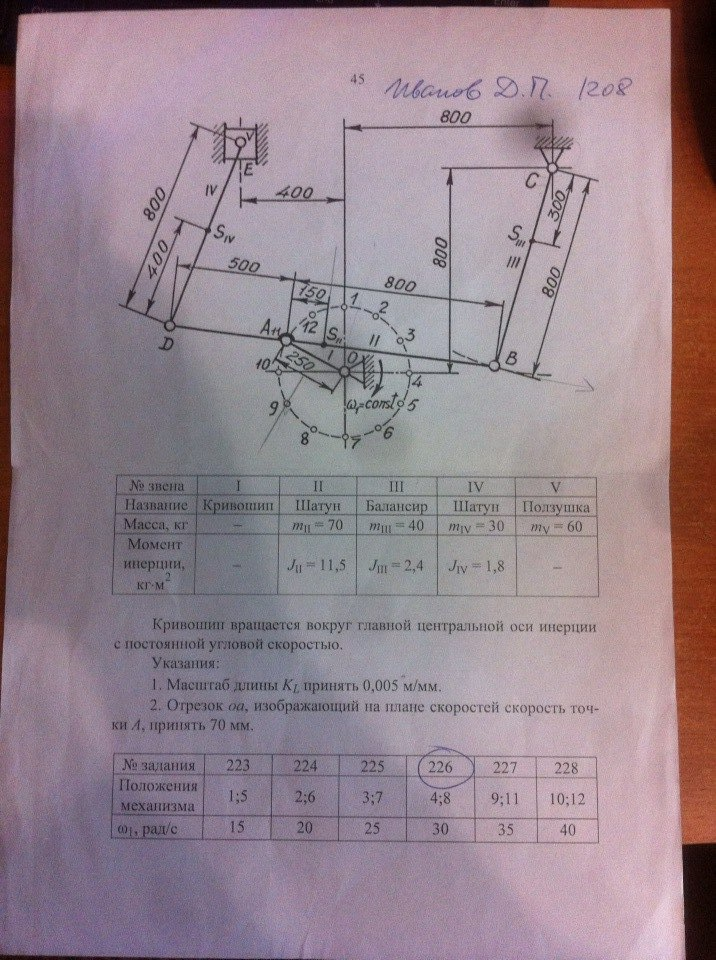 45 Иванов Д.П. 1208
800
V
E
C
IV
800
400
300
S_IV
S_III
III
400
800
800
500
800
150
1
2
12
A_11
S_II
3
II
D
I
O
B
10
250
4
ω₁=const
9
5
8
6
7
№ звена I II III IV V
Название Кривошип Шатун Балансир Шатун Ползушка
Масса, кг – m_II = 70 m_III = 40 m_IV = 30 m_V = 60
Момент
инерции, – J_II = 11,5 J_III = 2,4 J_IV = 1,8 –
кг·м²
Кривошип вращается вокруг главной центральной оси инерции
с постоянной угловой скоростью.
Указания:
1. Масштаб длины K_L принять 0,005 м/мм.
2. Отрезок oa, изображающий на плане скоростей скорость точ-
ки A, принять 70 мм.
№ задания 223 224 225 226 227 228
Положения
механизма 1;5 2;6 3;7 4;8 9;11 10;12
ω₁, рад/с 15 20 25 30 35 40